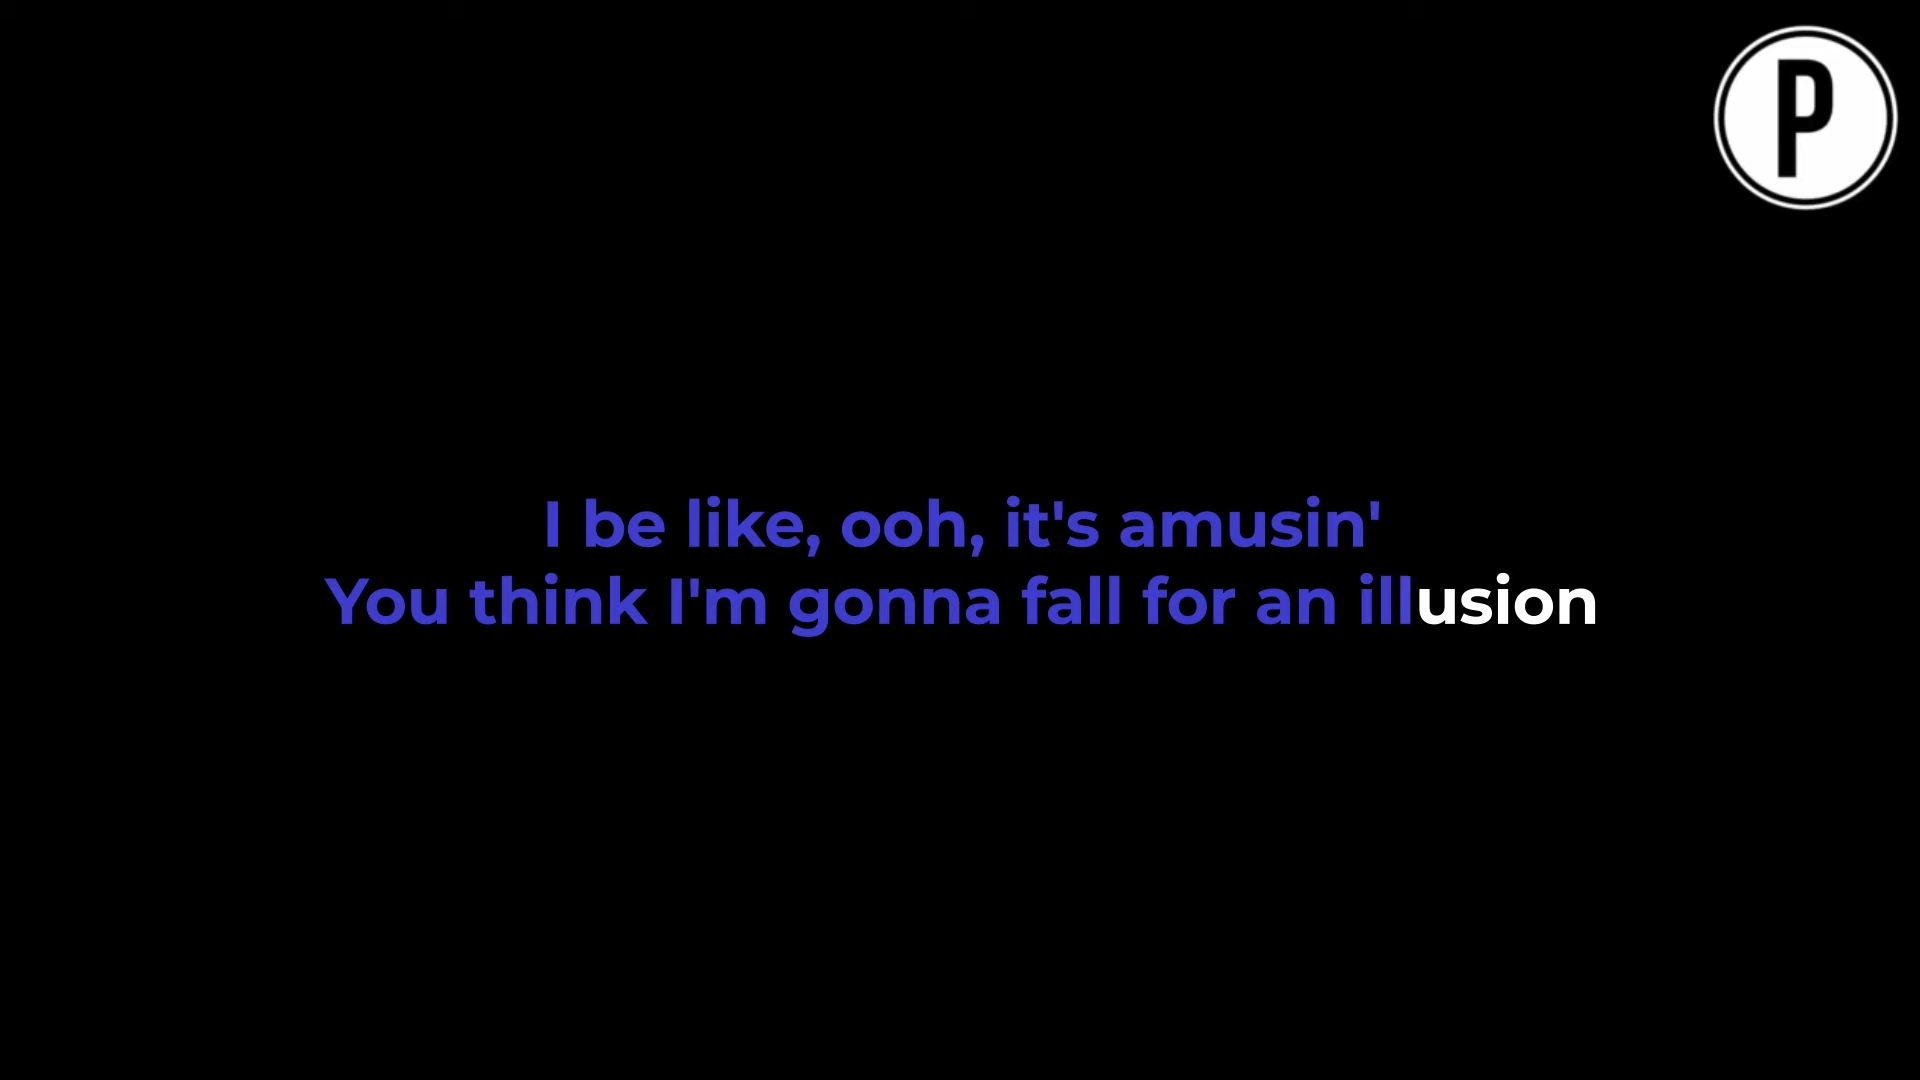 P
I be like, ooh, it's amusin'
You think I'm gonna fall for an illusion